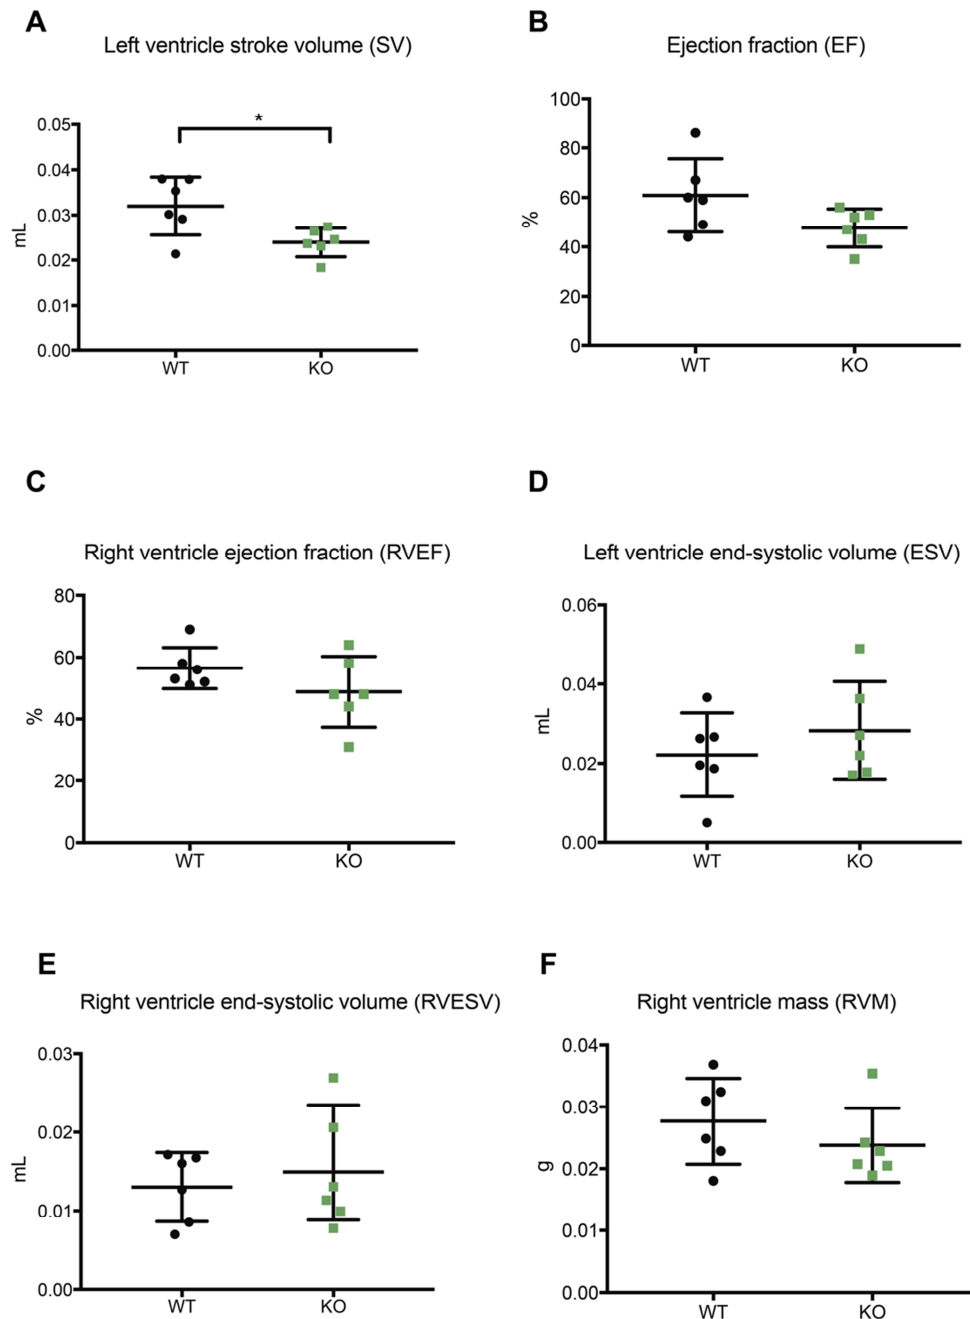 A
Left ventricle stroke volume (SV)
*
0.05
0.04
0.03
0.02
0.01
0.00
mL
WT
KO
B
Ejection fraction (EF)
100
80
60
40
20
0
%
WT
KO
C
Right ventricle ejection fraction (RVEF)
80
60
40
20
0
%
WT
KO
D
Left ventricle end-systolic volume (ESV)
0.06
0.04
0.02
0.00
mL
WT
KO
E
Right ventricle end-systolic volume (RVESV)
0.03
0.02
0.01
0.00
mL
WT
KO
F
Right ventricle mass (RVM)
0.04
0.03
0.02
0.01
0.00
g
WT
KO